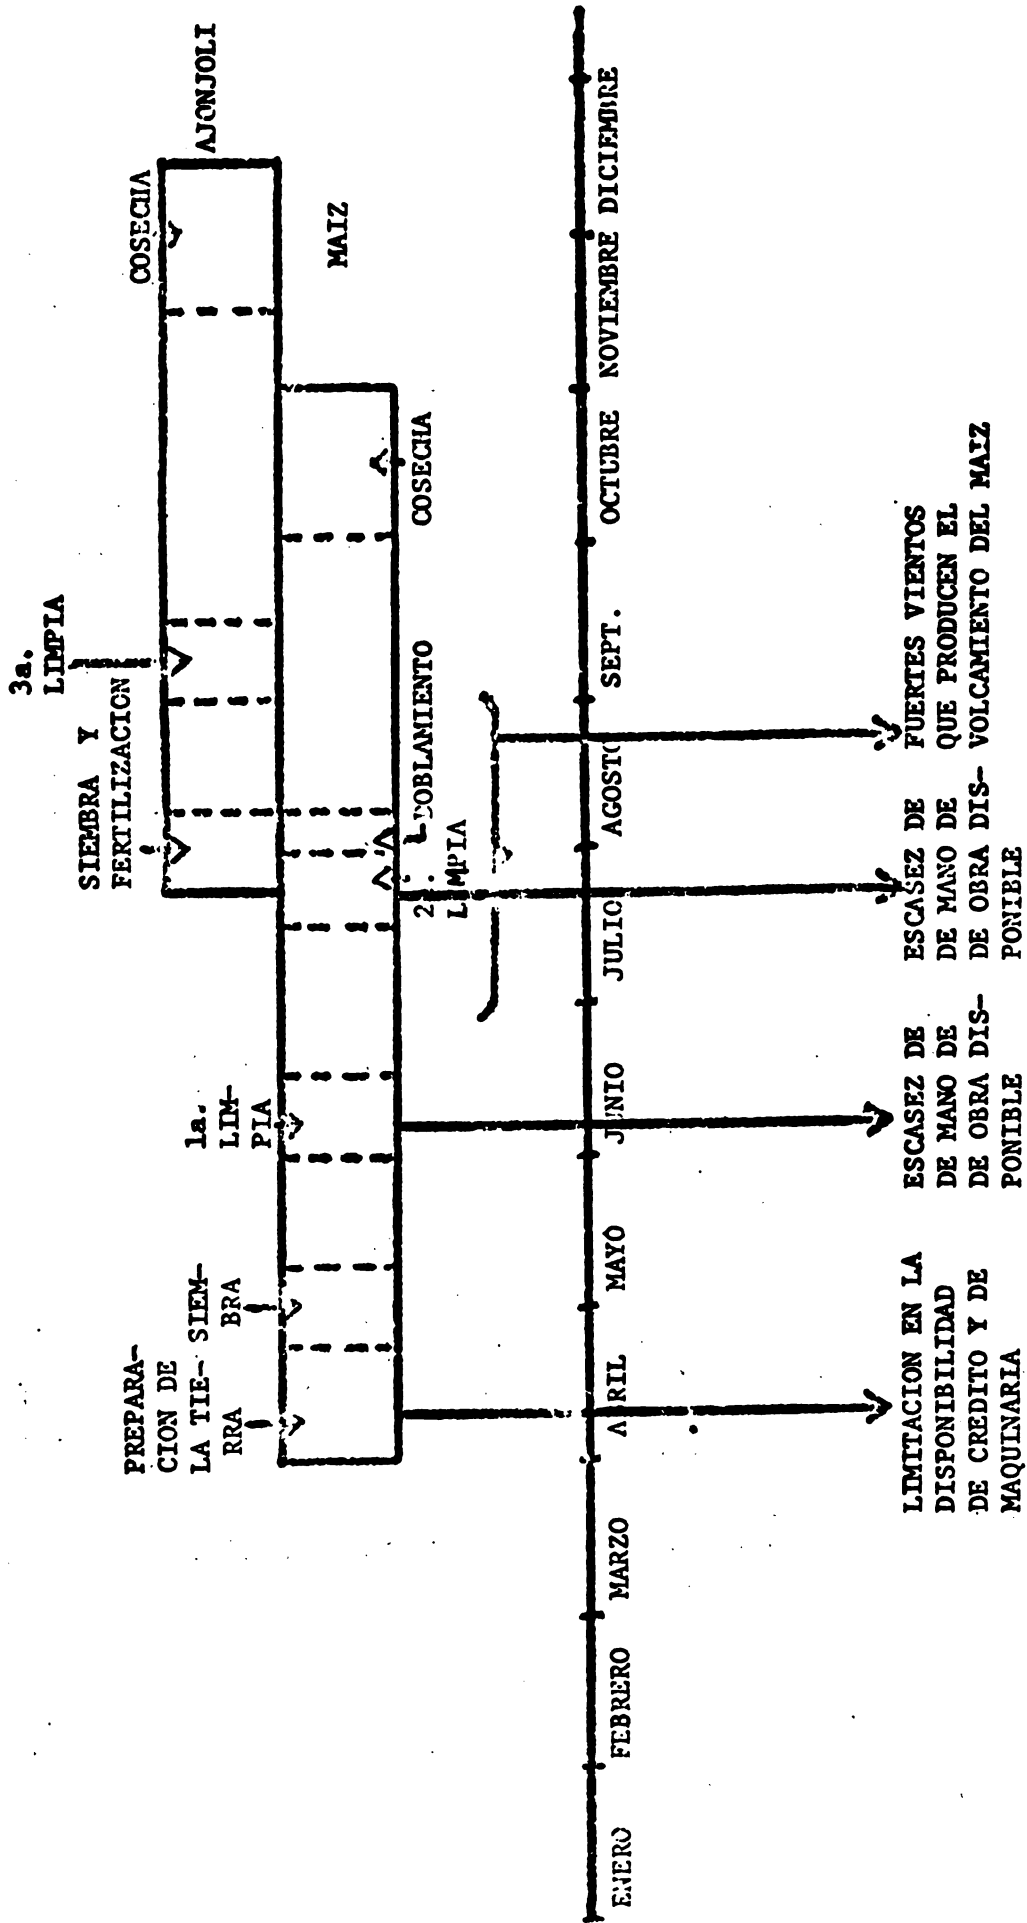 3a.
LIMPIA
SIEMBRA Y
FERTILIZACION
COSECHA
AJONJOLI
PREPARA-
CION DE
LA TIE-
RRA
SIEM-
BRA
1a.
LIM-
PIA
MAIZ
2a.
LIMPIA
DOBLAMIENTO
COSECHA
ENERO FEBRERO MARZO ABRIL MAYO JUNIO JULIO AGOSTO SEPT. OCTUBRE NOVIEMBRE DICIEMBRE
LIMITACION EN LA
DISPONIBILIDAD
DE CREDITO Y DE
MAQUINARIA
ESCASEZ DE
DE MANO DE
DE OBRA DIS-
PONIBLE
ESCASEZ DE
DE MANO DE
DE OBRA DIS-
PONIBLE
FUERTES VIENTOS
QUE PRODUCEN EL
VOLCAMIENTO DEL MAIZ